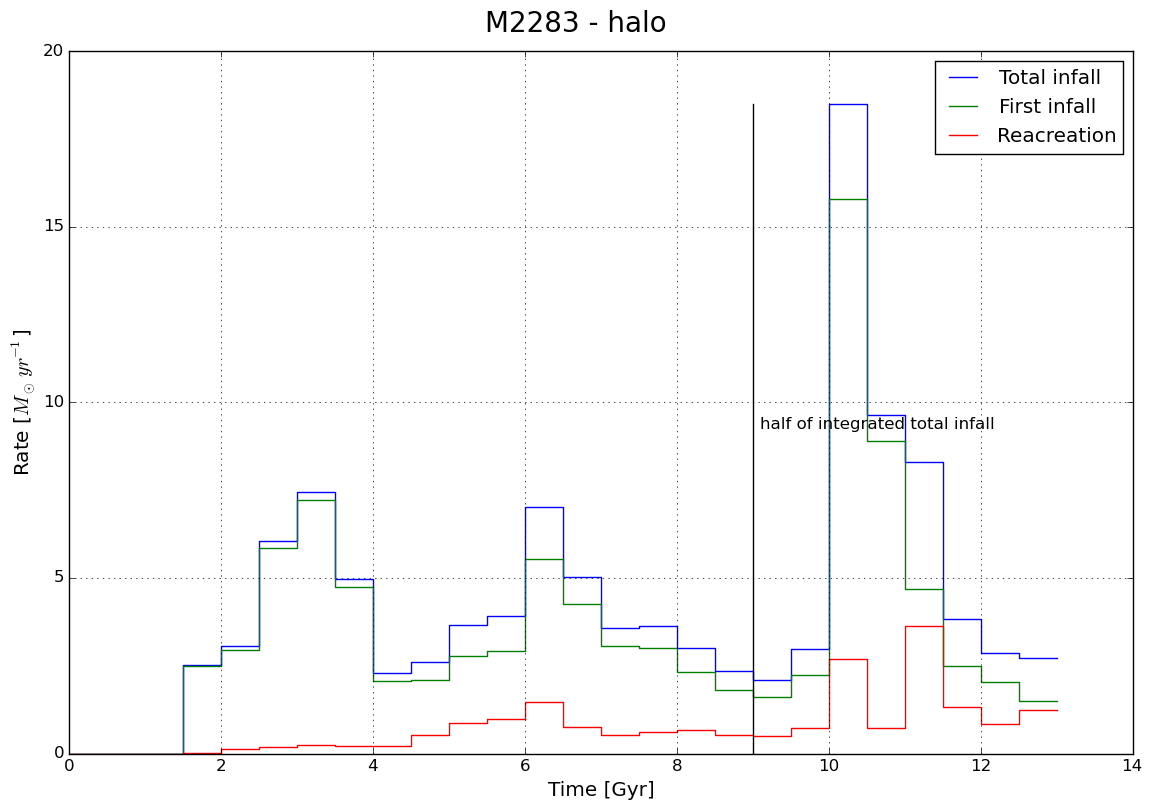 M2283 - halo
20
15
10
5
0
Rate [$M_\odot\ yr^{-1}$]
Total infall
First infall
Reacreation
half of integrated total infall
0 2 4 6 8 10 12 14
Time [Gyr]